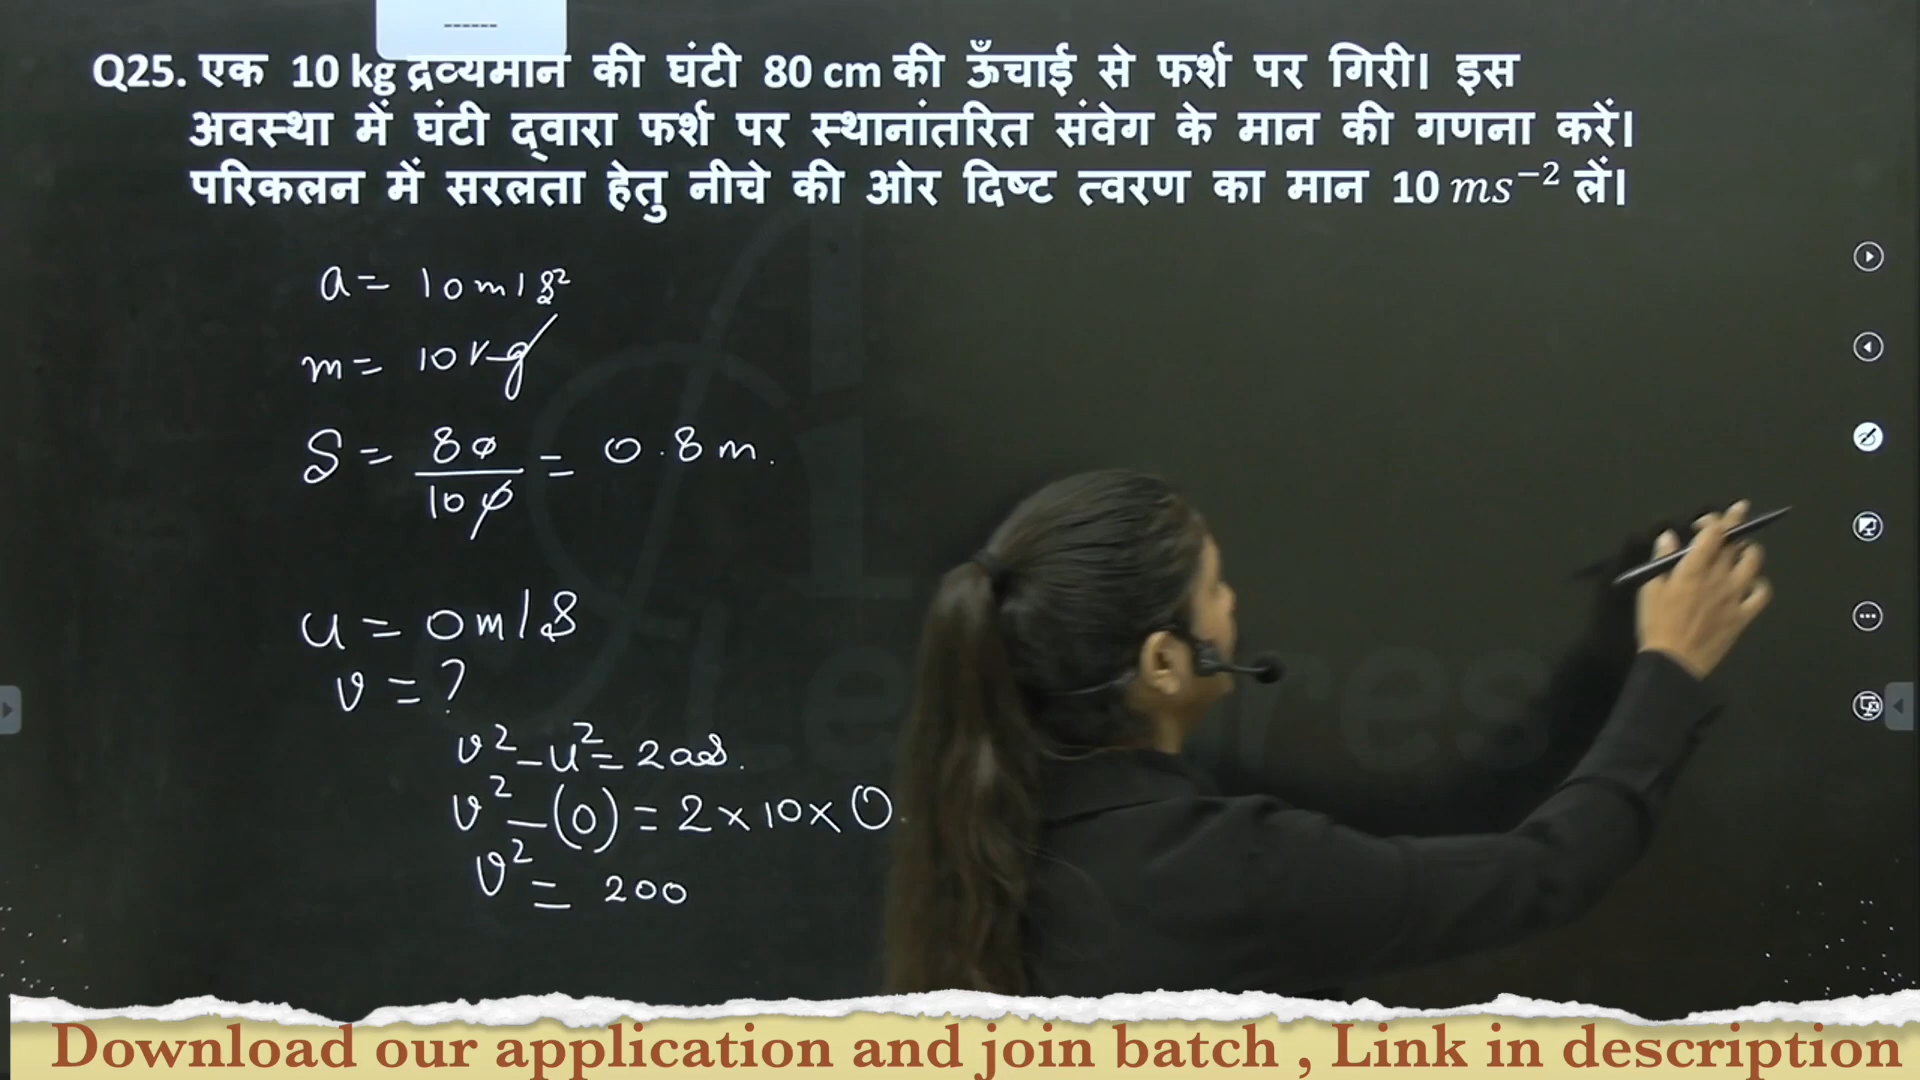 ------
Q25. एक 10 kg द्रव्यमान की घंटी 80 cm की ऊँचाई से फर्श पर गिरी। इस
अवस्था में घंटी द्वारा फर्श पर स्थानांतरित संवेग के मान की गणना करें।
परिकलन में सरलता हेतु नीचे की ओर दिष्ट त्वरण का मान 10 ms⁻² लें।
a = 10 m/s²
m = 10 kg
S = 80/100 = 0.8 m.
u = 0 m/s
v = ?
v² - u² = 2as.
v² - (0) = 2 × 10 × 0.
v² = 200
Download our application and join batch , Link in description